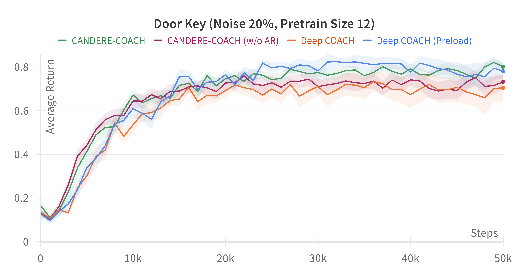 Door Key (Noise 20%, Pretrain Size 12)
CANDERE-COACH CANDERE-COACH (w/o AR) Deep COACH Deep COACH (Preload)
Average Return
0.8
0.6
0.4
0.2
0
0 10k 20k 30k 40k 50k
Steps